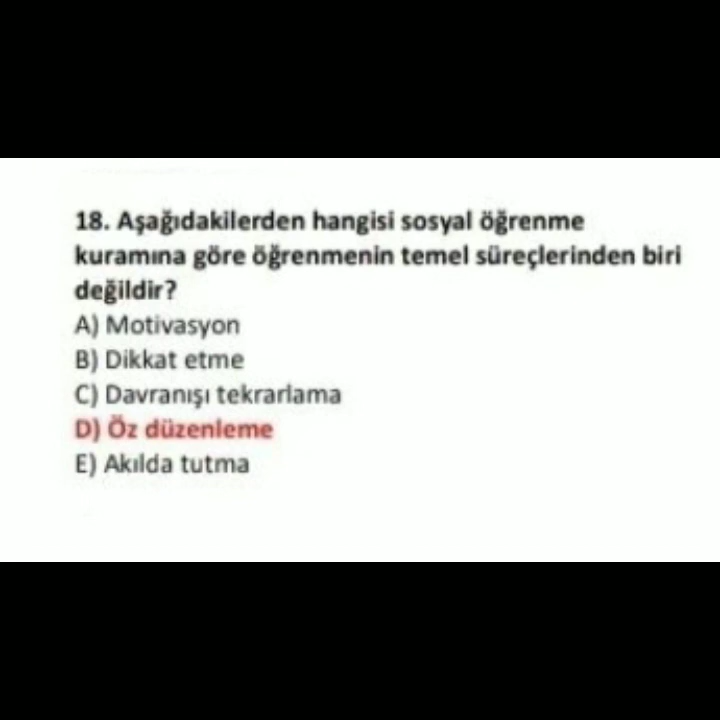 18. Aşağıdakilerden hangisi sosyal öğrenme
kuramına göre öğrenmenin temel süreçlerinden biri
değildir?
A) Motivasyon
B) Dikkat etme
C) Davranışı tekrarlama
D) Öz düzenleme
E) Akılda tutma